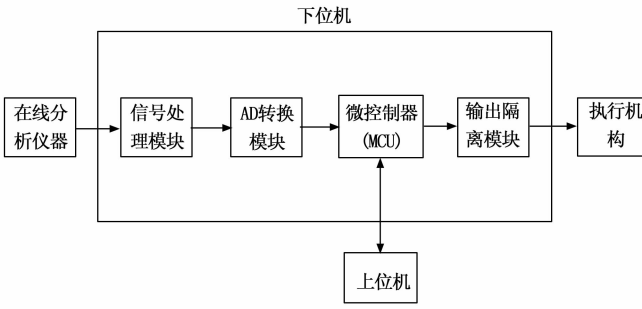 下位机
在线分
析仪器
信号处
理模块
AD转换
模块
微控制器
(MCU)
输出隔
离模块
执行机
构
上位机